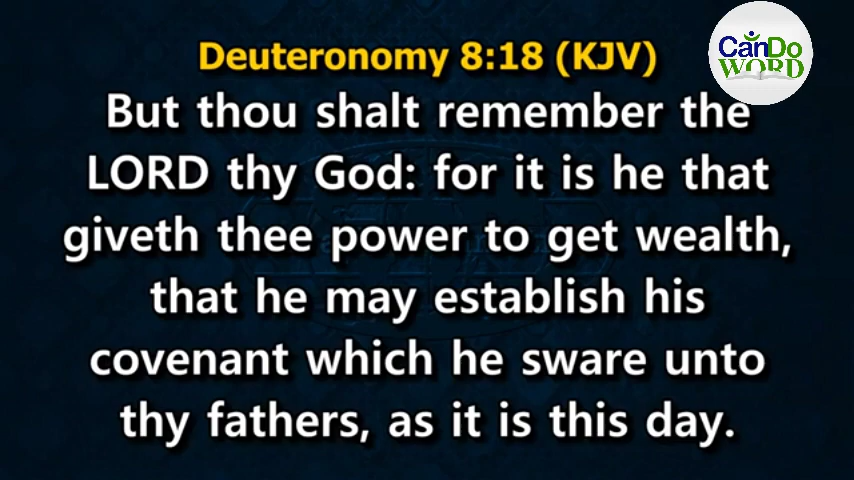 Deuteronomy 8:18 (KJV)
CanDo
WORD
But thou shalt remember the
LORD thy God: for it is he that
giveth thee power to get wealth,
that he may establish his
covenant which he sware unto
thy fathers, as it is this day.